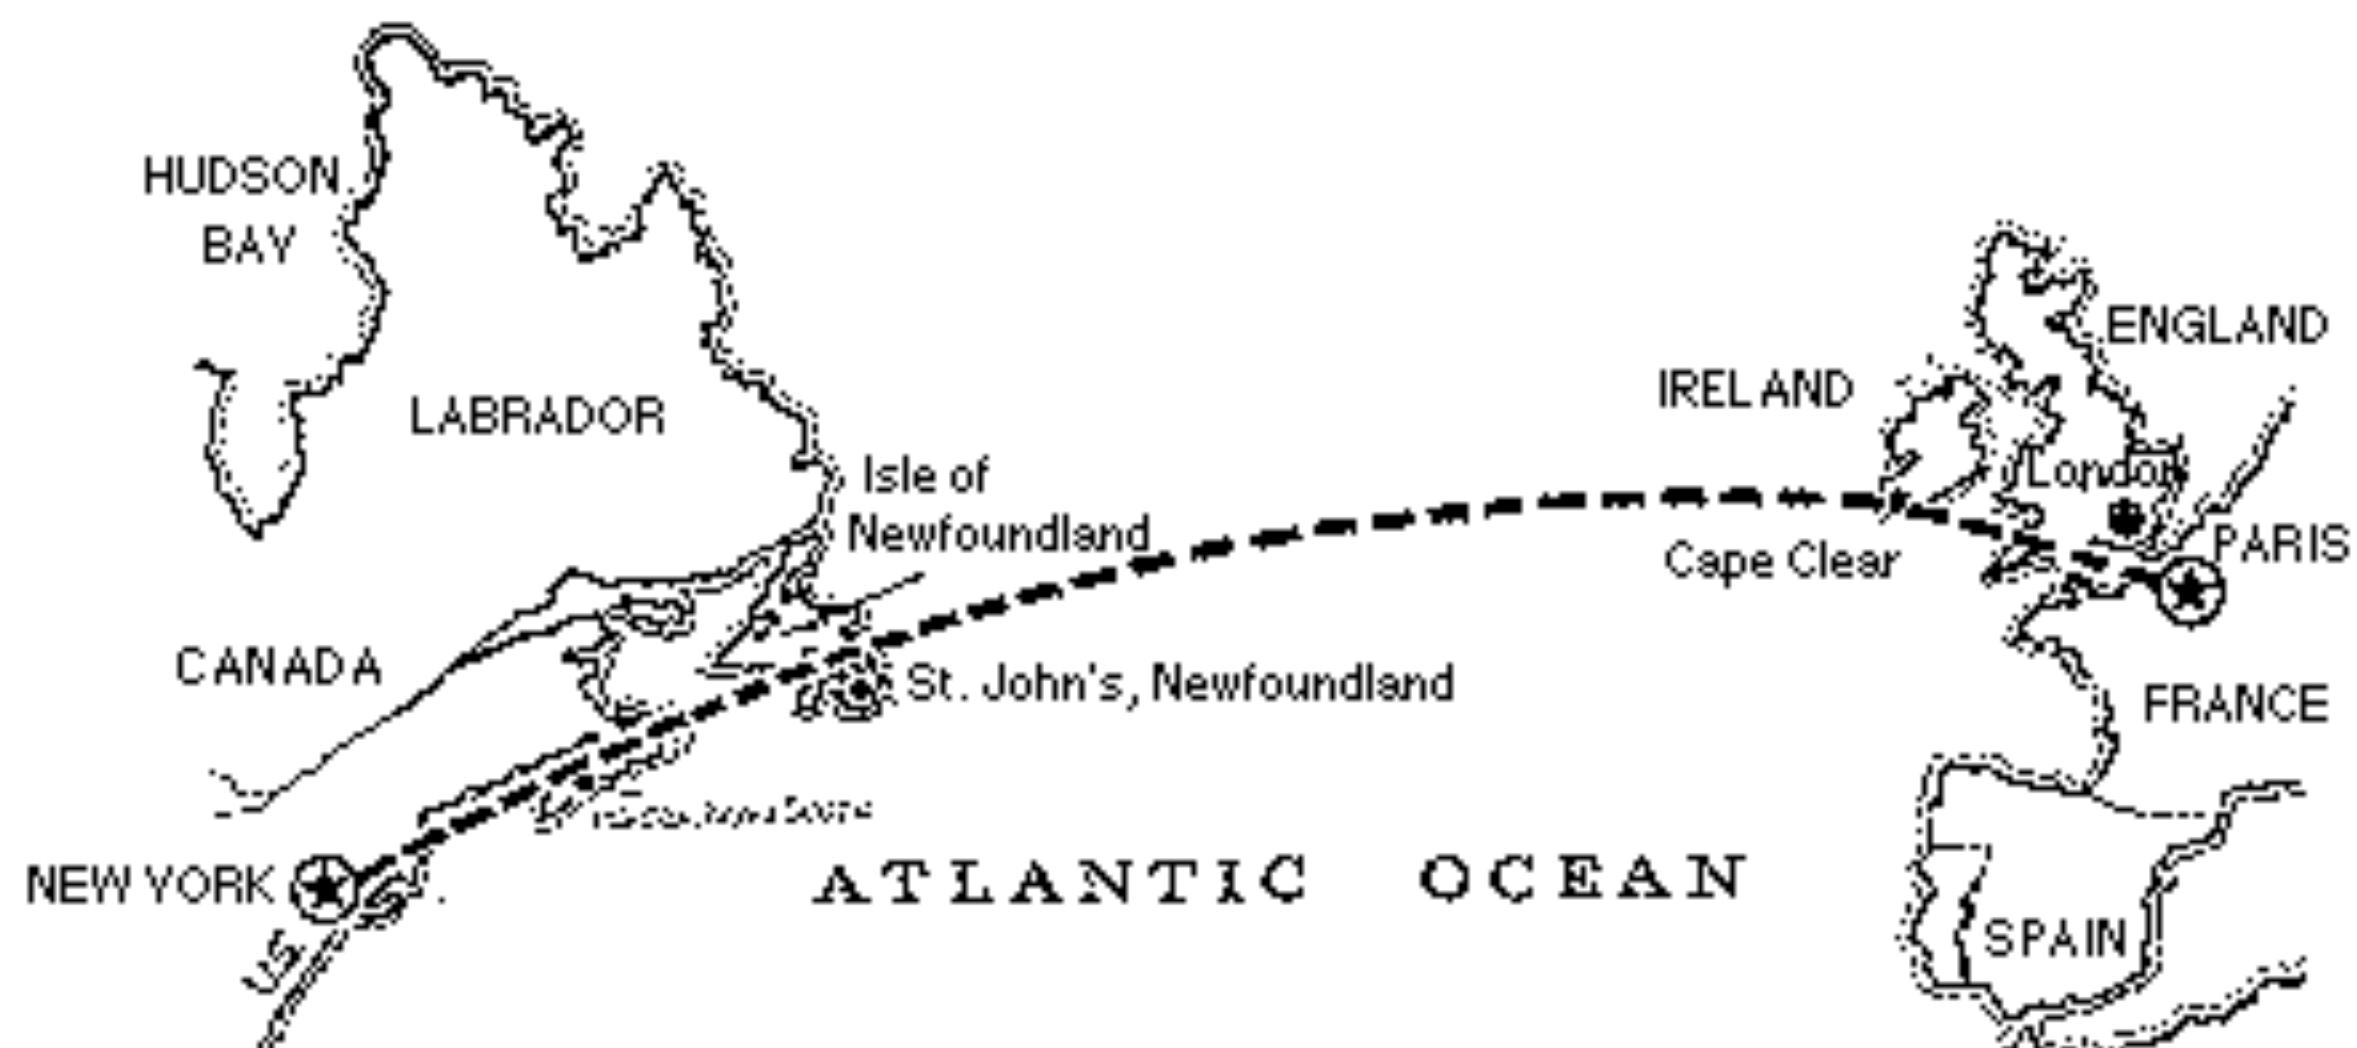 HUDSON
BAY
ENGLAND
IRELAND
LABRADOR
Isle of
London
Newfoundland
PARIS
Cape Clear
CANADA
St. John's, Newfoundland
FRANCE
NEW YORK
ATLANTIC OCEAN
US
SPAIN